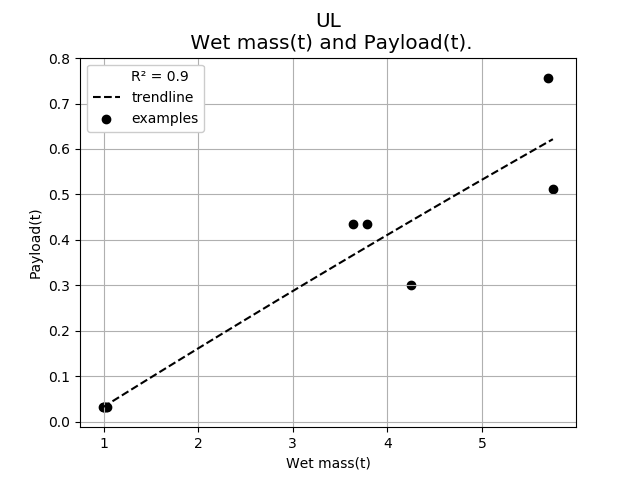 UL
Wet mass(t) and Payload(t).
R² = 0.9
trendline
examples
0.8
0.7
0.6
0.5
0.4
0.3
0.2
0.1
0.0
Payload(t)
1 2 3 4 5
Wet mass(t)